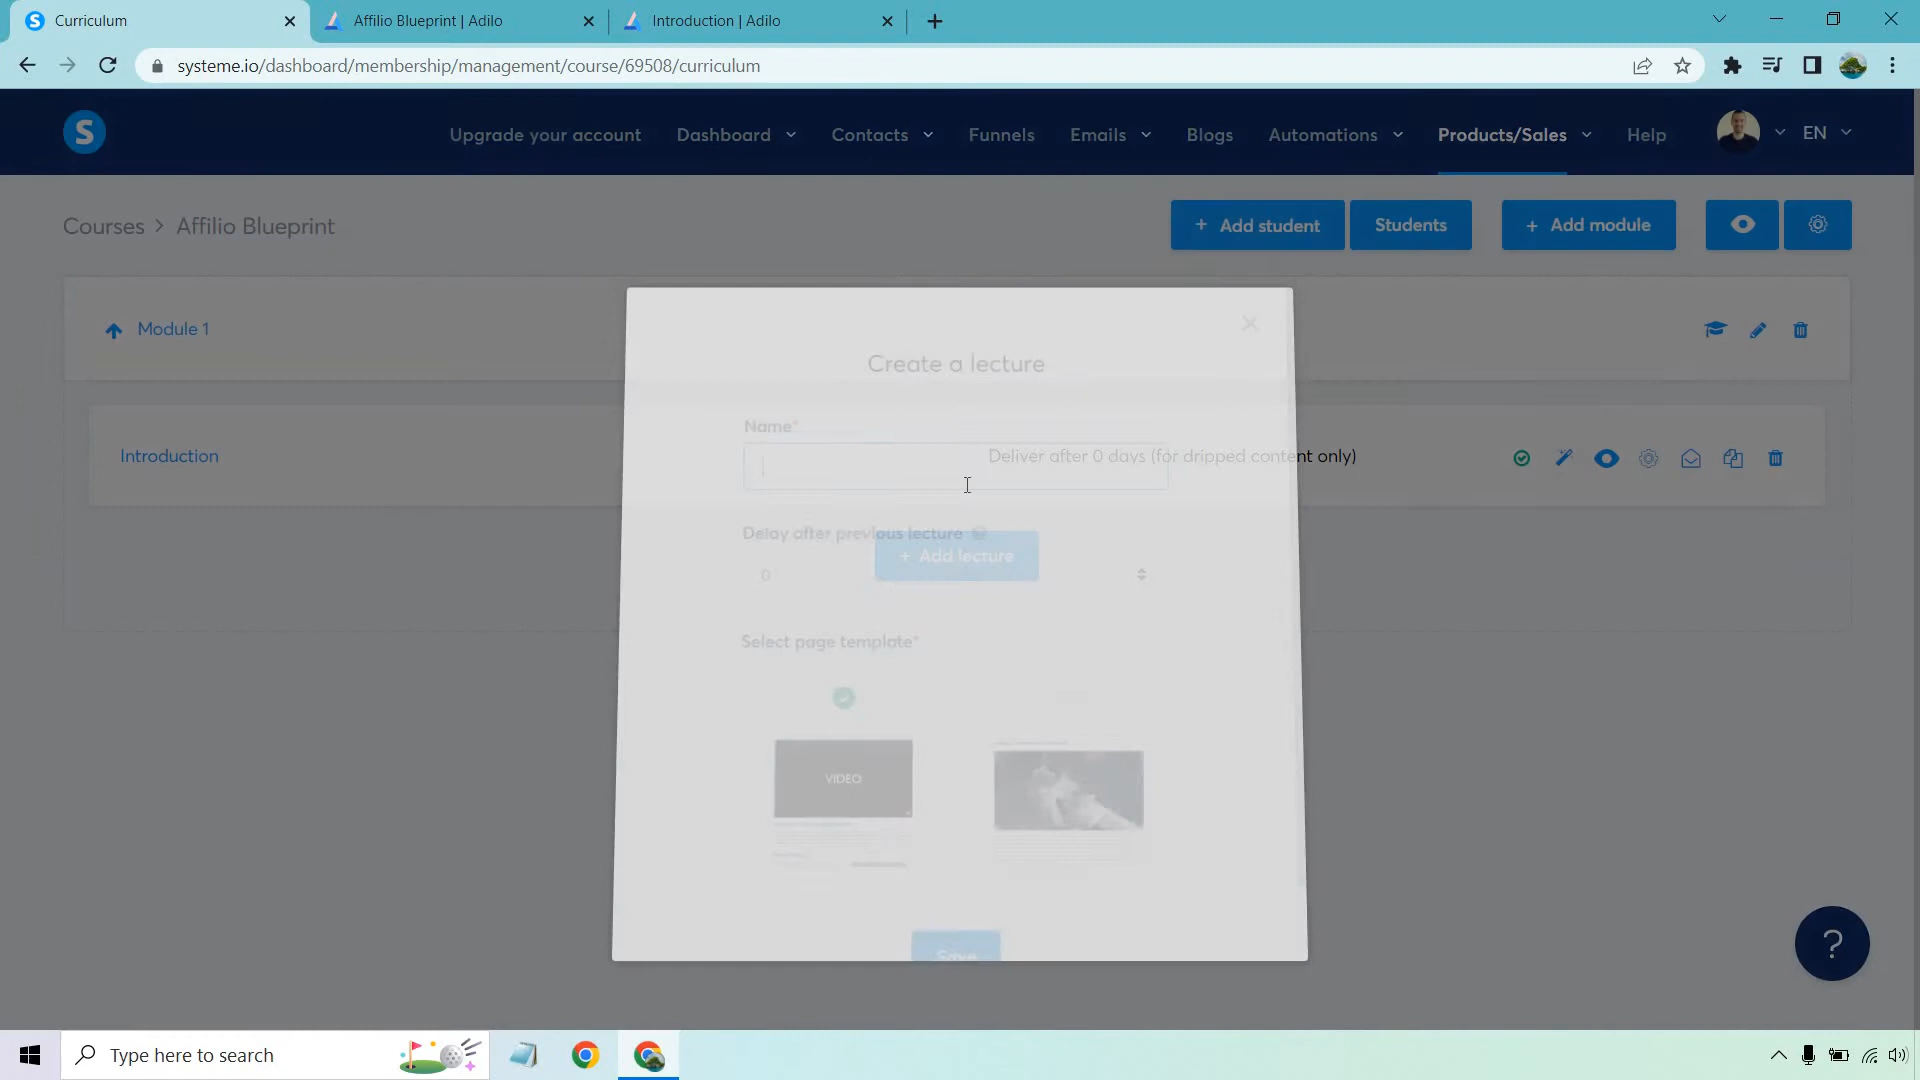 Curriculum
Affilio Blueprint | Adilo
Introduction | Adilo
systeme.io/dashboard/membership/management/course/69508/curriculum
S
Upgrade your account
Dashboard
Contacts
Funnels
Emails
Blogs
Automations
Products/Sales
Help
EN
Courses > Affilio Blueprint
+ Add student
Students
+ Add module
Module 1
Create a lecture
Name*
Introduction
Deliver after 0 days (for dripped content only)
Delay after previous lecture
+ Add lecture
0
Select page template*
VIDEO
Save
?
Type here to search